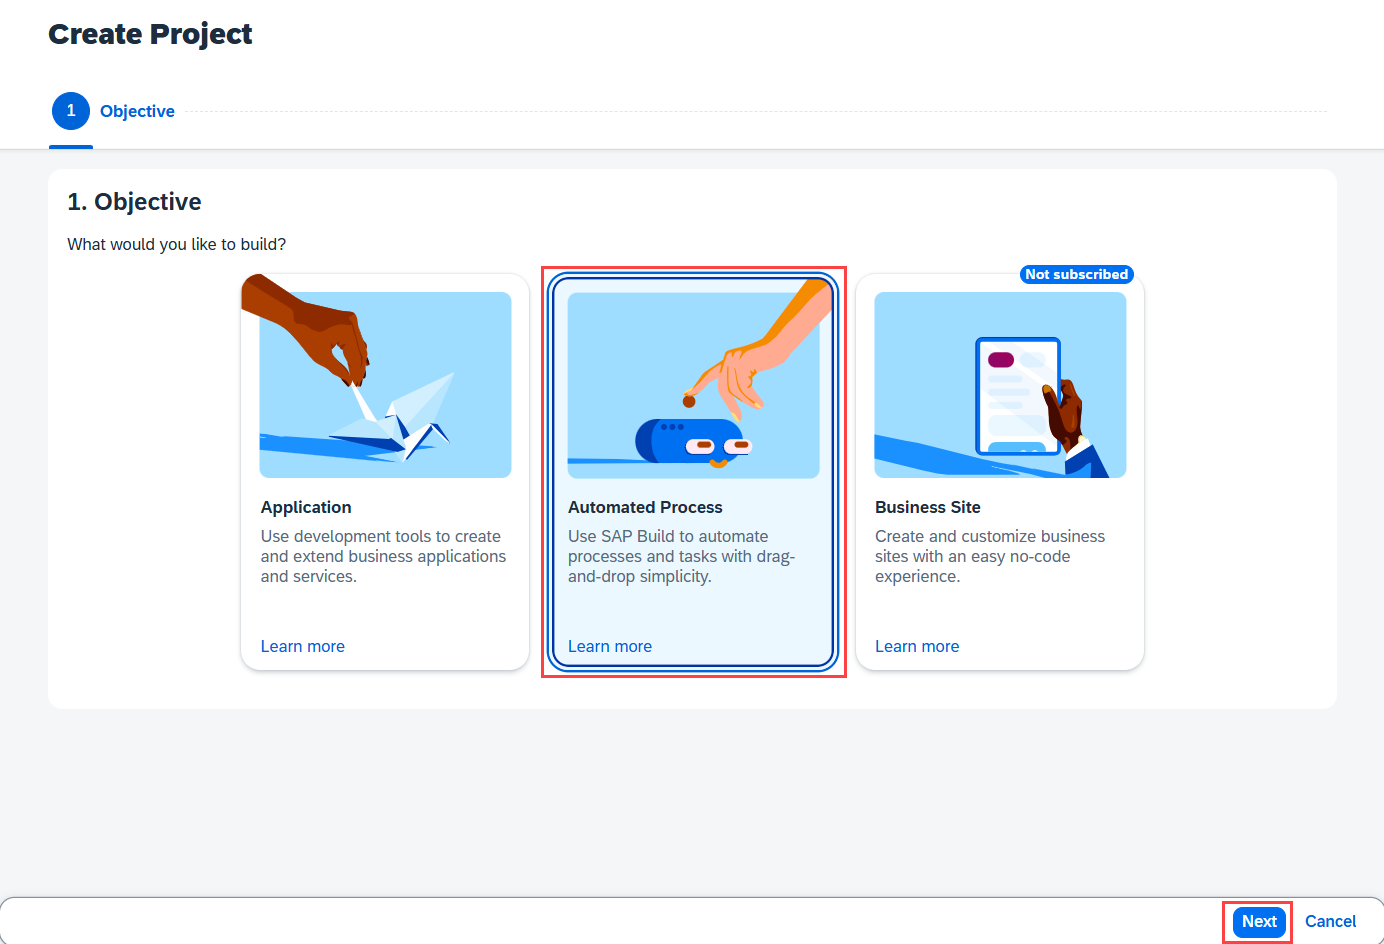 Create Project
1 Objective
1. Objective
What would you like to build?
Not subscribed
Application
Use development tools to create
and extend business applications
and services.
Learn more
Automated Process
Use SAP Build to automate
processes and tasks with drag-
and-drop simplicity.
Learn more
Business Site
Create and customize business
sites with an easy no-code
experience.
Learn more
Next Cancel